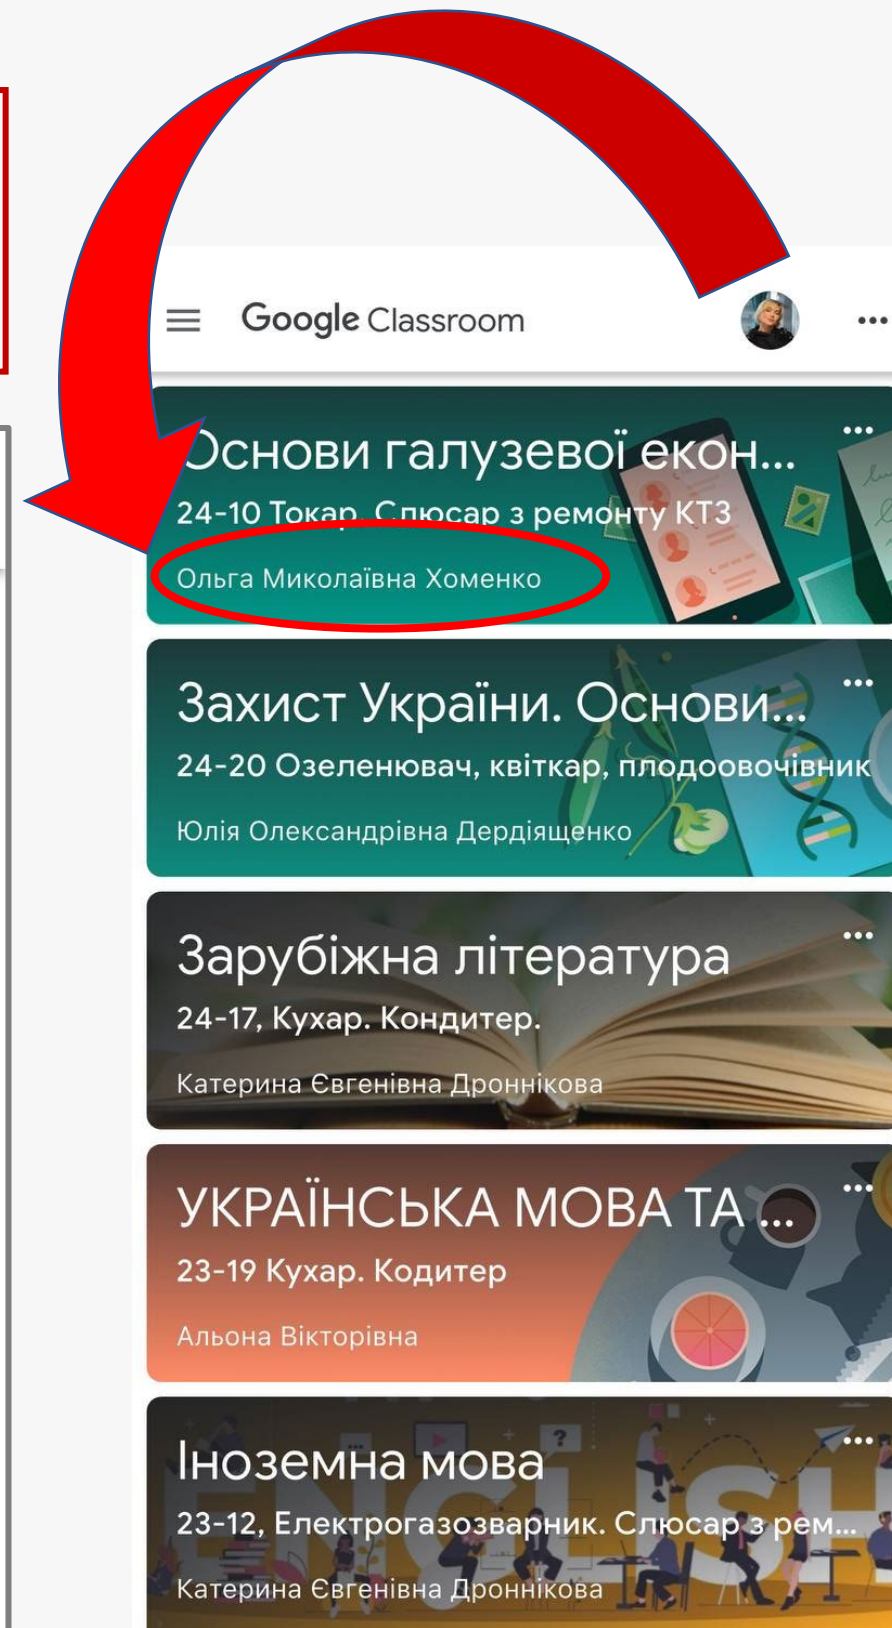 Google Classroom
Основи галузевої екон...
24-10 Токар. Слюсар з ремонту КТЗ
Ольга Миколаївна Хоменко
Захист України. Основи...
24-20 Озеленювач, квіткар, плодоовочівник
Юлія Олександрівна Дердіященко
Зарубіжна література
24-17, Кухар. Кондитер.
Катерина Євгенівна Дроннікова
УКРАЇНСЬКА МОВА ТА ...
23-19 Кухар. Кодитер
Альона Вікторівна
Іноземна мова
23-12, Електрогазозварник. Слюсар з рем...
Катерина Євгенівна Дроннікова
ENGLISH